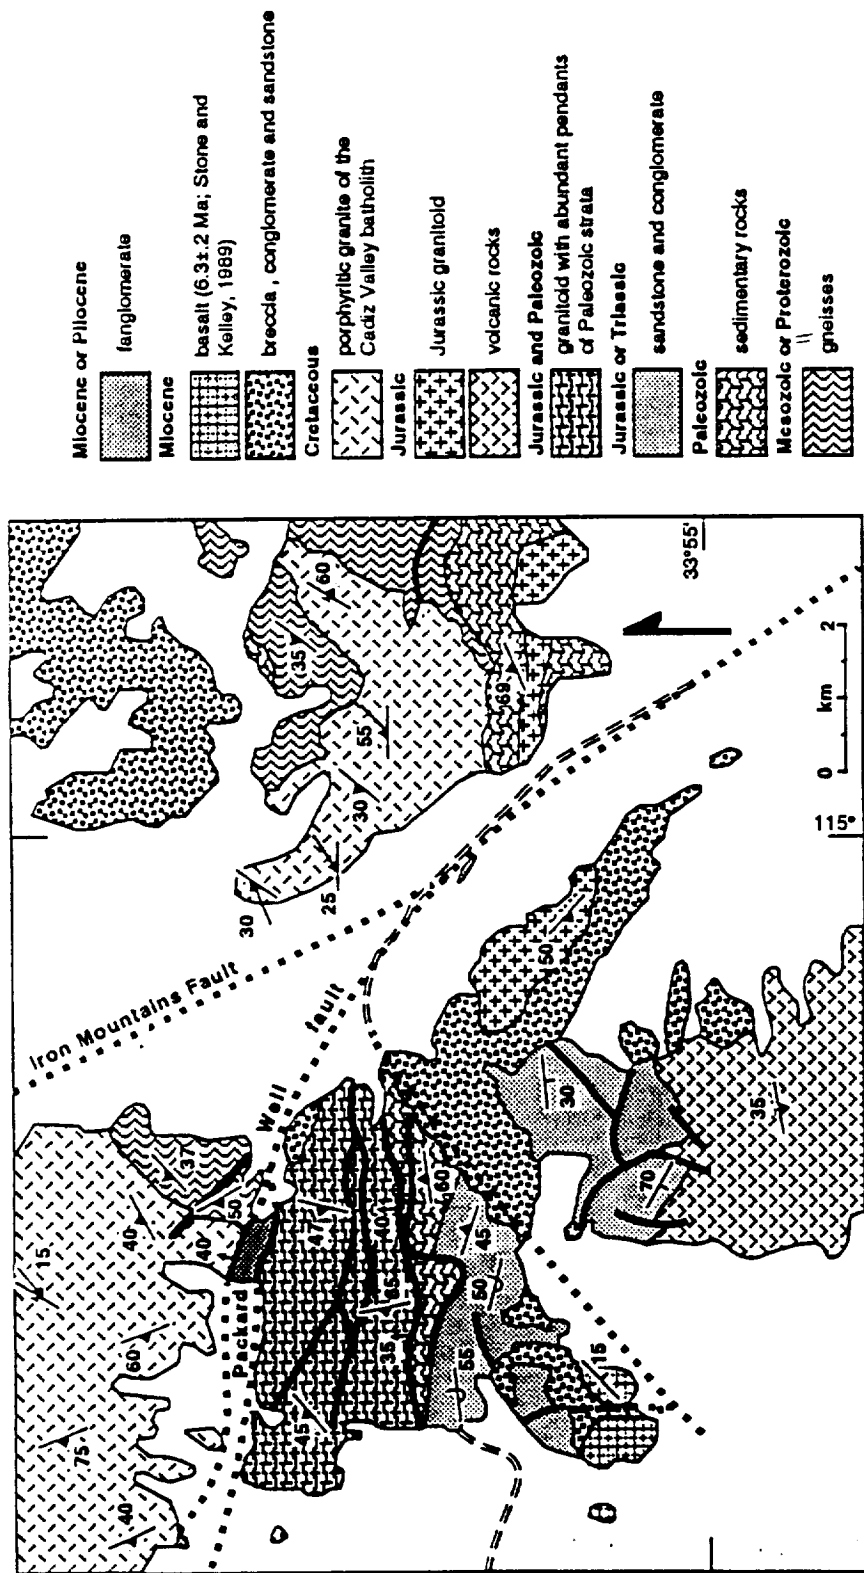 Miocene or Pliocene
fanglomerate
Miocene
basalt (6.3±.2 Ma; Stone and
Kelley, 1989)
breccia , conglomerate and sandstone
Cretaceous
porphyritic granite of the
Cadiz Valley batholith
Jurassic
Jurassic granitoid
volcanic rocks
Jurassic and Paleozoic
granitoid with abundant pendants
of Paleozoic strata
Jurassic or Triassic
sandstone and conglomerate
Paleozoic
sedimentary rocks
Mesozoic or Proterozoic
gneisses
Iron Mountains Fault
Packard
Well
fault
33°55'
115°
0
km
2
40
75
60
15
40
40
50
37
45
47
35
65
40
60
55
50
45
15
70
30
35
50
30
25
30
55
35
60
69